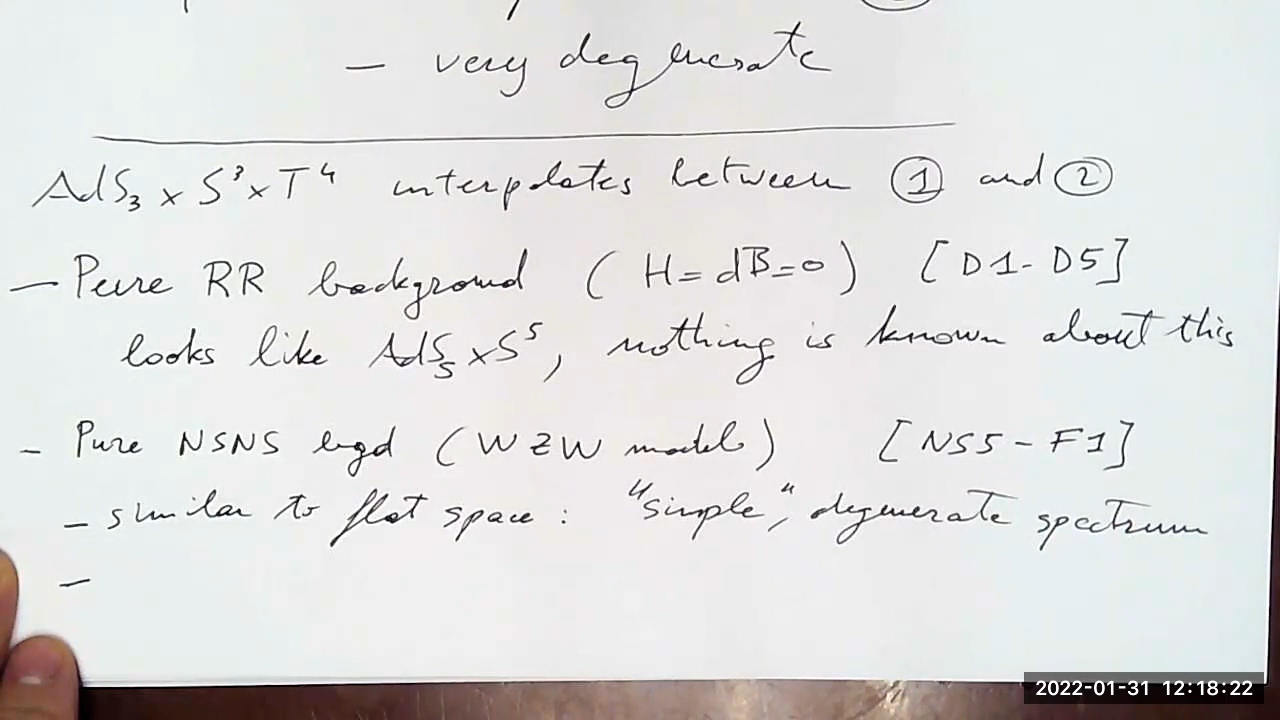 — very degenerate
AdS₃ × S³ × T⁴ interpolates between ① and ②
— Pure RR backgrond ( H = dB = 0 ) [ D1 - D5 ]
looks like AdS₅ × S⁵, nothing is known about this
- Pure NSNS bgd ( WZW models ) [ NS5 - F1 ]
- similar to flat space : "simple", degenerate spectrum
-
2022-01-31 12:18:22